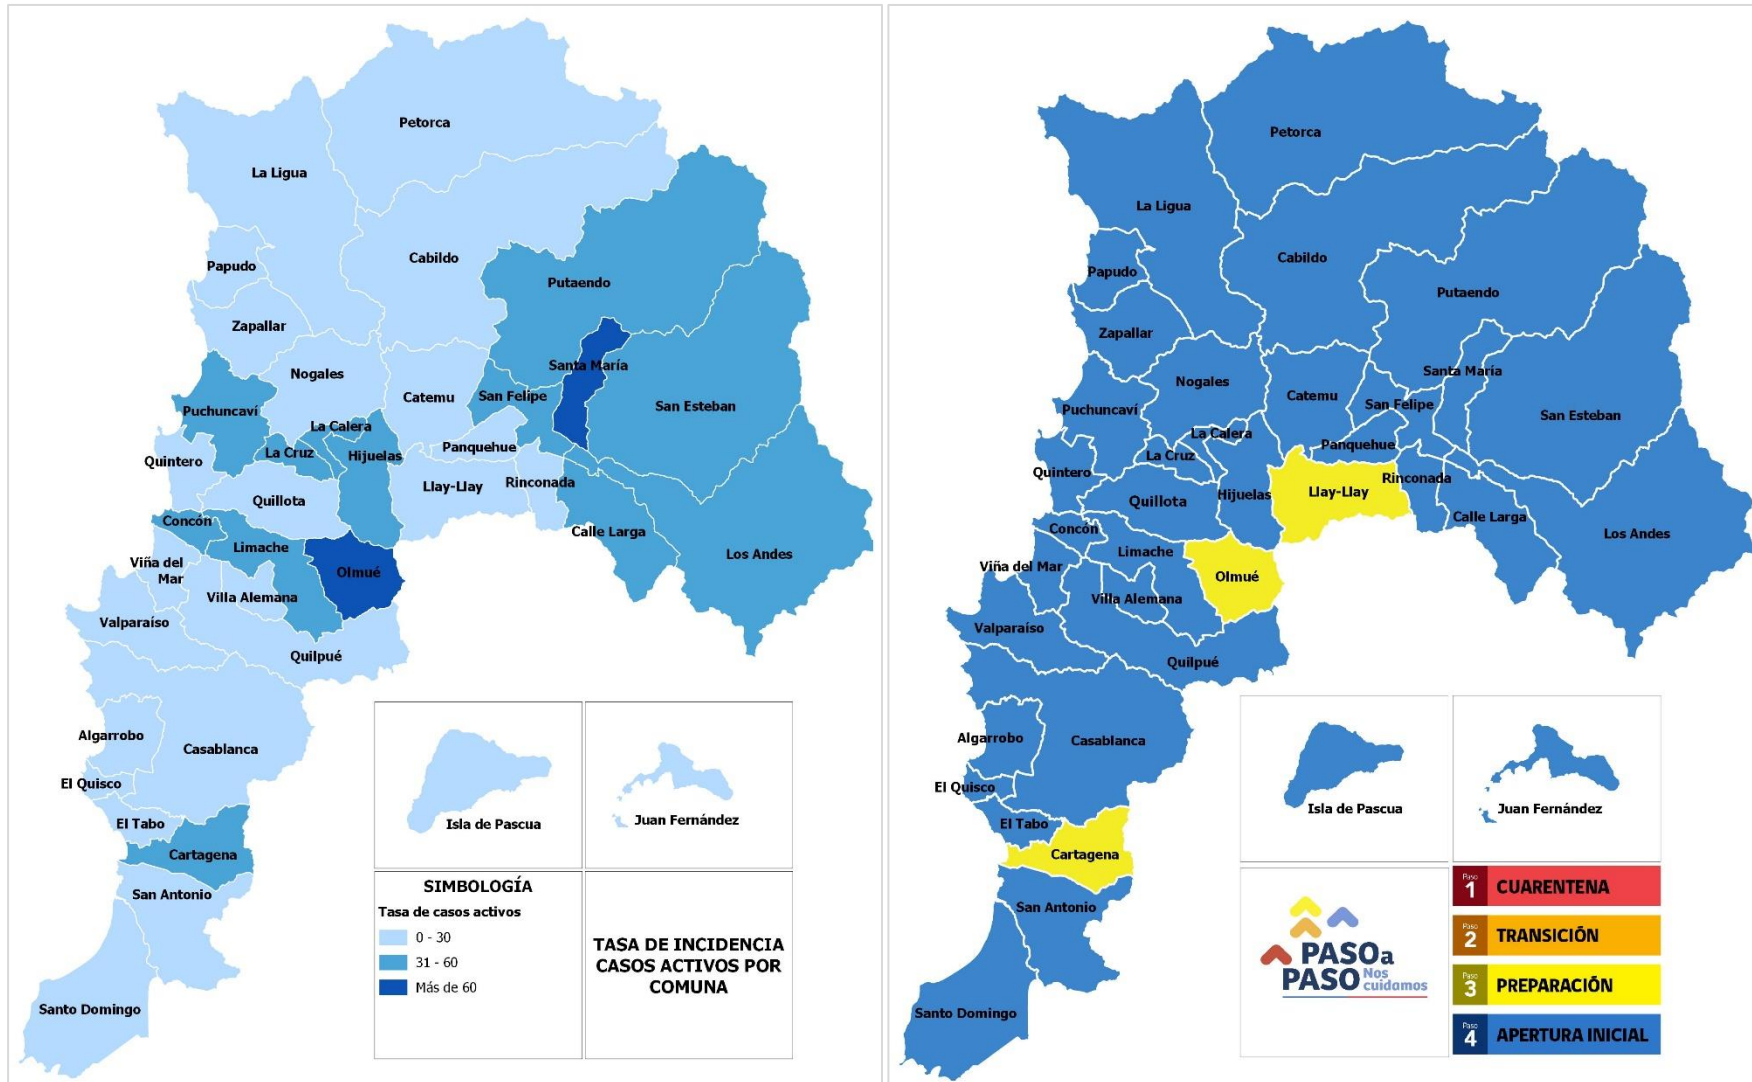 Petorca
La Ligua
Cabildo
Papudo
Putaendo
Zapallar
Santa María
Nogales
Catemu
San Felipe
San Esteban
Puchuncaví
La Calera
Panquehue
La Cruz
Hijuelas
Quintero
Rinconada
Llay-Llay
Quillota
Concón
Calle Larga
Limache
Los Andes
Viña del
Mar
Olmué
Villa Alemana
Valparaíso
Quilpué
Algarrobo
Casablanca
El Quisco
El Tabo
Cartagena
San Antonio
Santo Domingo
Isla de Pascua
Juan Fernández
SIMBOLOGÍA
Tasa de casos activos
0 - 30
31 - 60
Más de 60
TASA DE INCIDENCIA
CASOS ACTIVOS POR
COMUNA
Petorca
La Ligua
Cabildo
Papudo
Putaendo
Zapallar
Santa María
Nogales
Catemu
San Felipe
San Esteban
Puchuncaví
La Calera
Panquehue
La Cruz
Quintero
Rinconada
Hijuelas
Llay-Llay
Quillota
Calle Larga
Concón
Los Andes
Limache
Viña del Mar
Olmué
Villa Alemana
Valparaíso
Quilpué
Algarrobo
Casablanca
El Quisco
El Tabo
Cartagena
San Antonio
Santo Domingo
Isla de Pascua
Juan Fernández
PASO a
PASO Nos
cuidamos
Paso
1 CUARENTENA
Paso
2 TRANSICIÓN
Paso
3 PREPARACIÓN
Paso
4 APERTURA INICIAL